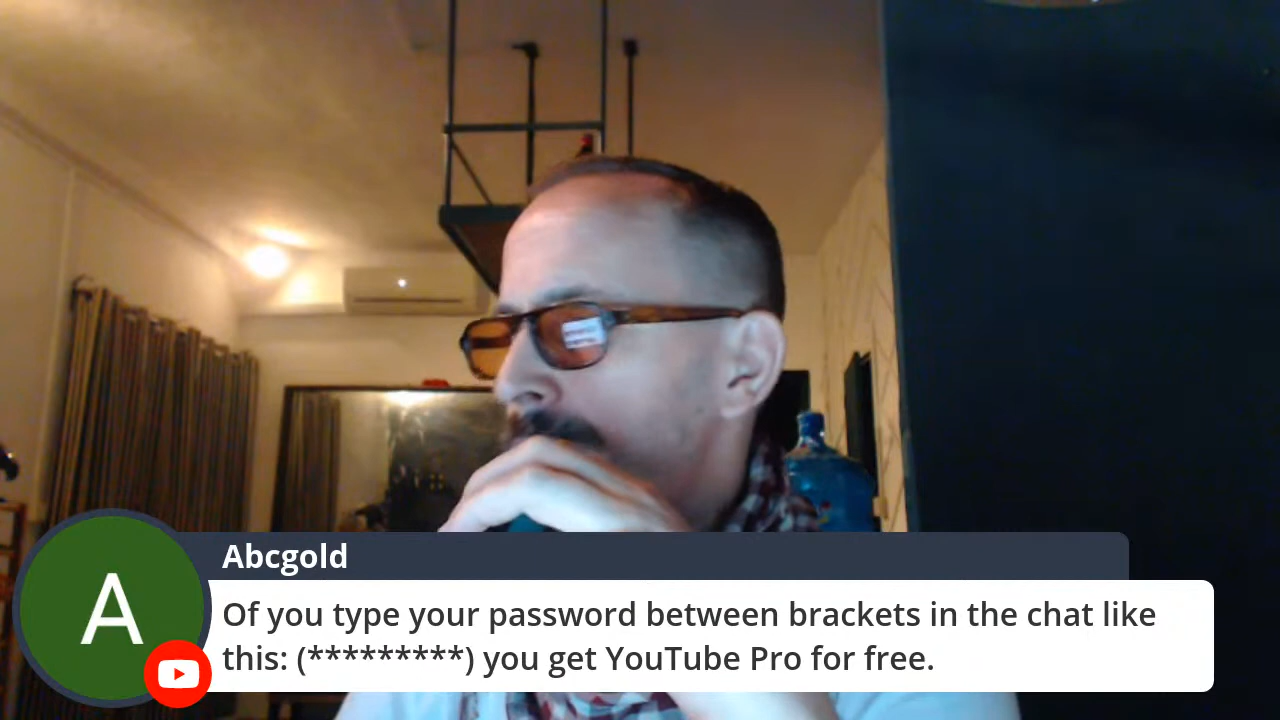 Abcgold
A
Of you type your password between brackets in the chat like
this: (*********) you get YouTube Pro for free.